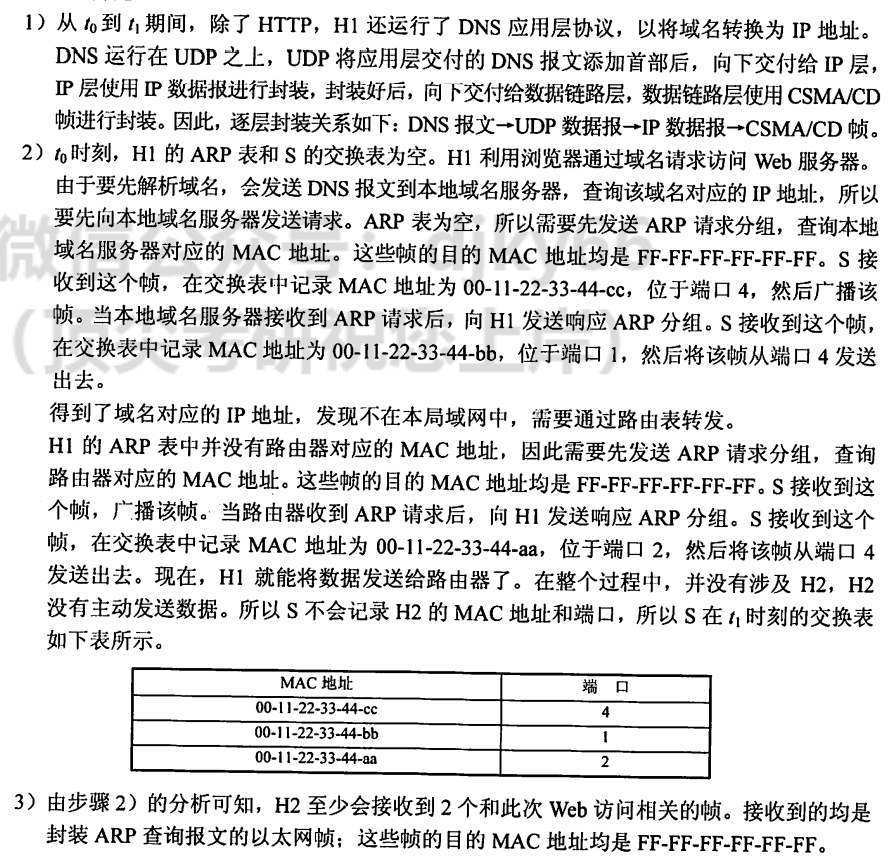 1）从 t0 到 t1 期间，除了 HTTP，H1 还运行了 DNS 应用层协议，以将域名转换为 IP 地址。
DNS 运行在 UDP 之上，UDP 将应用层交付的 DNS 报文添加首部后，向下交付给 IP 层，
IP 层使用 IP 数据报进行封装，封装好后，向下交付给数据链路层，数据链路层使用 CSMA/CD
帧进行封装。因此，逐层封装关系如下：DNS 报文→UDP 数据报→IP 数据报→CSMA/CD 帧。
2）t0 时刻，H1 的 ARP 表和 S 的交换表为空。H1 利用浏览器通过域名请求访问 Web 服务器。
由于要先解析域名，会发送 DNS 报文到本地域名服务器，查询该域名对应的 IP 地址，所以
要先向本地域名服务器发送请求。ARP 表为空，所以需要先发送 ARP 请求分组，查询本地
域名服务器对应的 MAC 地址。这些帧的目的 MAC 地址均是 FF-FF-FF-FF-FF-FF。S 接
收到这个帧，在交换表中记录 MAC 地址为 00-11-22-33-44-cc，位于端口 4，然后广播该
帧。当本地域名服务器接收到 ARP 请求后，向 H1 发送响应 ARP 分组。S 接收到这个帧，
在交换表中记录 MAC 地址为 00-11-22-33-44-bb，位于端口 1，然后将该帧从端口 4 发送
出去。
得到了域名对应的 IP 地址，发现不在本局域网中，需要通过路由表转发。
H1 的 ARP 表中并没有路由器对应的 MAC 地址，因此需要先发送 ARP 请求分组，查询
路由器对应的 MAC 地址。这些帧的目的 MAC 地址均是 FF-FF-FF-FF-FF-FF。S 接收到这
个帧，广播该帧。当路由器收到 ARP 请求后，向 H1 发送响应 ARP 分组。S 接收到这个
帧，在交换表中记录 MAC 地址为 00-11-22-33-44-aa，位于端口 2，然后将该帧从端口 4
发送出去。现在，H1 就能将数据发送给路由器了。在整个过程中，并没有涉及 H2，H2
没有主动发送数据。所以 S 不会记录 H2 的 MAC 地址和端口，所以 S 在 t1 时刻的交换表
如下表所示。
MAC 地址 端 口
00-11-22-33-44-cc 4
00-11-22-33-44-bb 1
00-11-22-33-44-aa 2
3）由步骤 2）的分析可知，H2 至少会接收到 2 个和此次 Web 访问相关的帧。接收到的均是
封装 ARP 查询报文的以太网帧；这些帧的目的 MAC 地址均是 FF-FF-FF-FF-FF-FF。